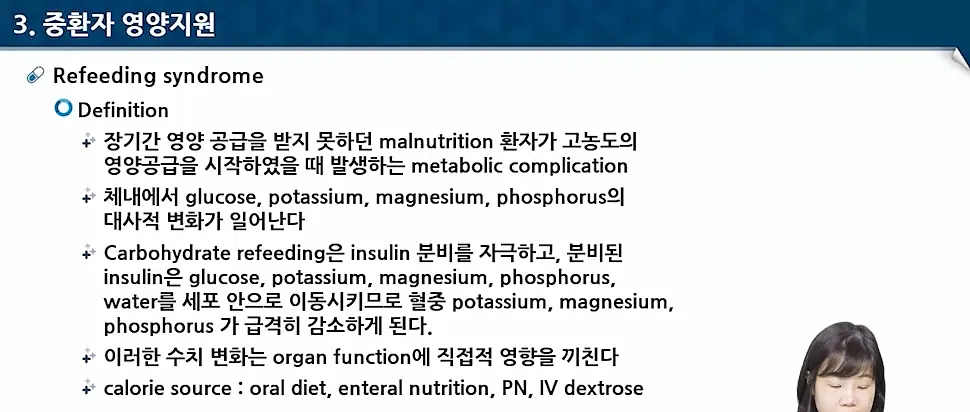 3. 중환자 영양지원
Refeeding syndrome
Definition
장기간 영양 공급을 받지 못하던 malnutrition 환자가 고농도의
영양공급을 시작하였을 때 발생하는 metabolic complication
체내에서 glucose, potassium, magnesium, phosphorus의
대사적 변화가 일어난다
Carbohydrate refeeding은 insulin 분비를 자극하고, 분비된
insulin은 glucose, potassium, magnesium, phosphorus,
water를 세포 안으로 이동시키므로 혈중 potassium, magnesium,
phosphorus 가 급격히 감소하게 된다.
이러한 수치 변화는 organ function에 직접적 영향을 끼친다
calorie source : oral diet, enteral nutrition, PN, IV dextrose